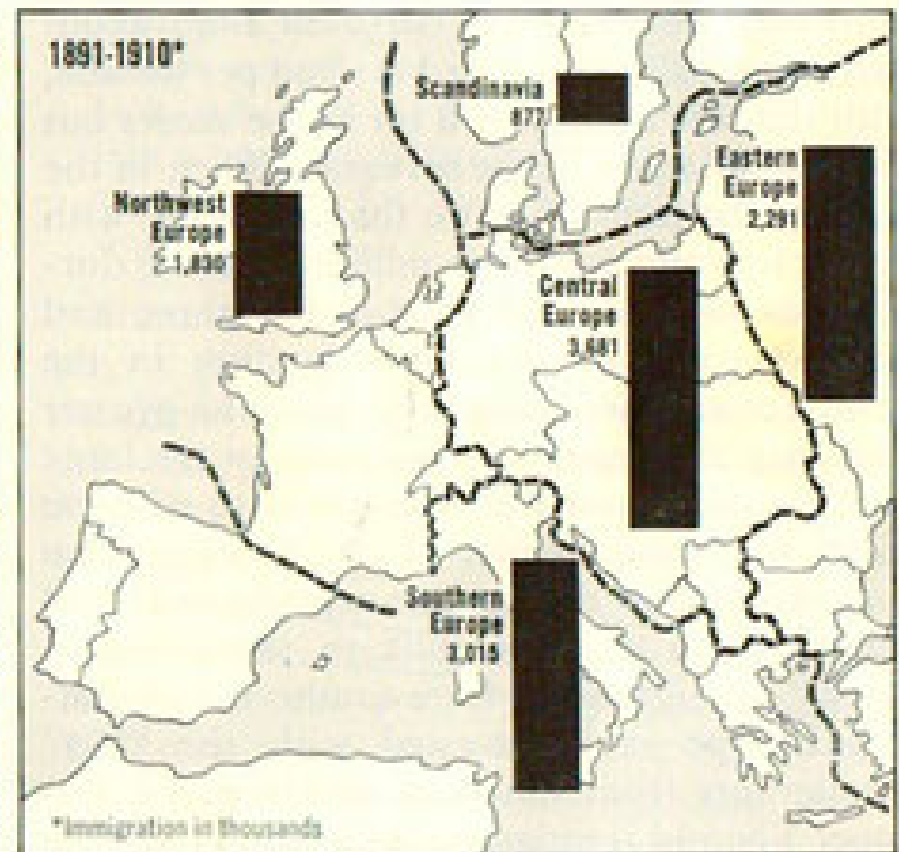 1891-1910*
Scandinavia
877
Eastern
Europe
2,291
Northwest
Europe
1,630
Central
Europe
3,681
Southern
Europe
3,015
*Immigration in thousands